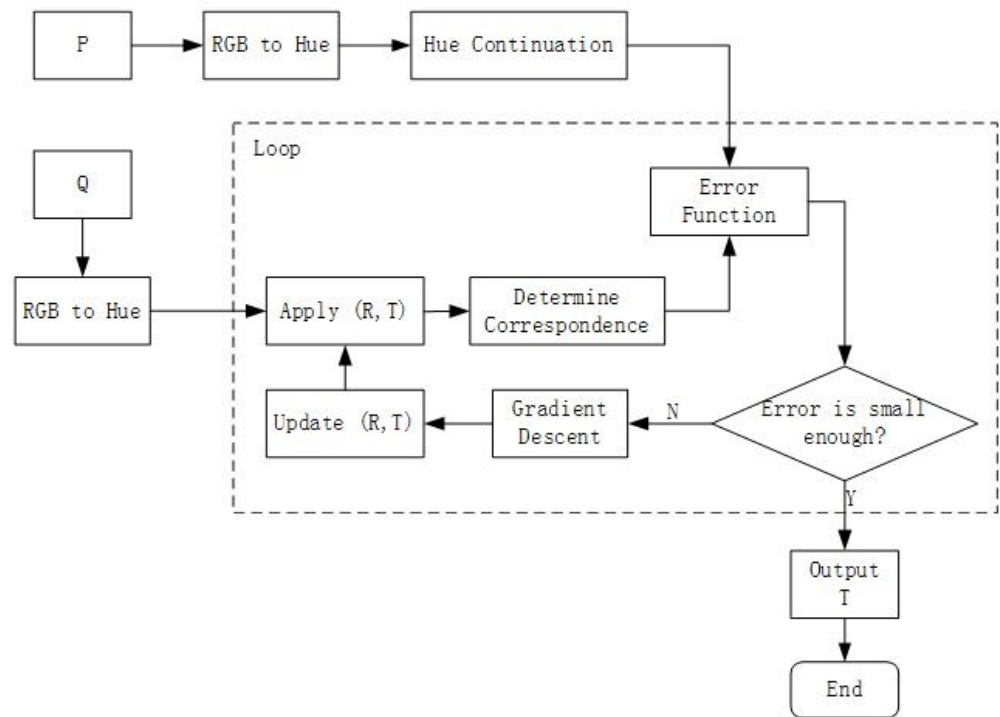 P
RGB to Hue
Hue Continuation
Loop
Q
Error
Function
RGB to Hue
Apply (R,T)
Determine
Correspondence
Update (R,T)
Gradient
Descent
N
Error is small
enough?
Y
Output
T
End